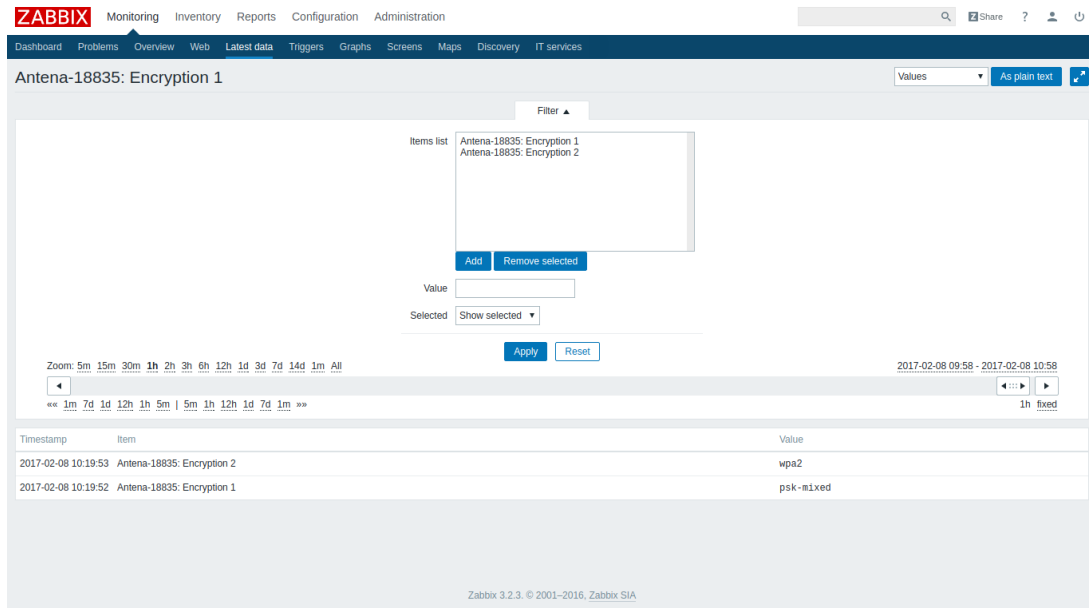 ZABBIX Monitoring Inventory Reports Configuration Administration Z Share ?
Dashboard Problems Overview Web Latest data Triggers Graphs Screens Maps Discovery IT services
Antena-18835: Encryption 1 Values ▼ As plain text
Filter ▲
Items list Antena-18835: Encryption 1
Antena-18835: Encryption 2
Add Remove selected
Value
Selected Show selected ▼
Apply Reset
Zoom: 5m 15m 30m 1h 2h 3h 6h 12h 1d 3d 7d 14d 1m All 2017-02-08 09:58 - 2017-02-08 10:58
«« 1m 7d 1d 12h 1h 5m | 5m 1h 12h 1d 7d 1m »» 1h fixed
Timestamp Item Value
2017-02-08 10:19:53 Antena-18835: Encryption 2 wpa2
2017-02-08 10:19:52 Antena-18835: Encryption 1 psk-mixed
Zabbix 3.2.3. © 2001–2016, Zabbix SIA